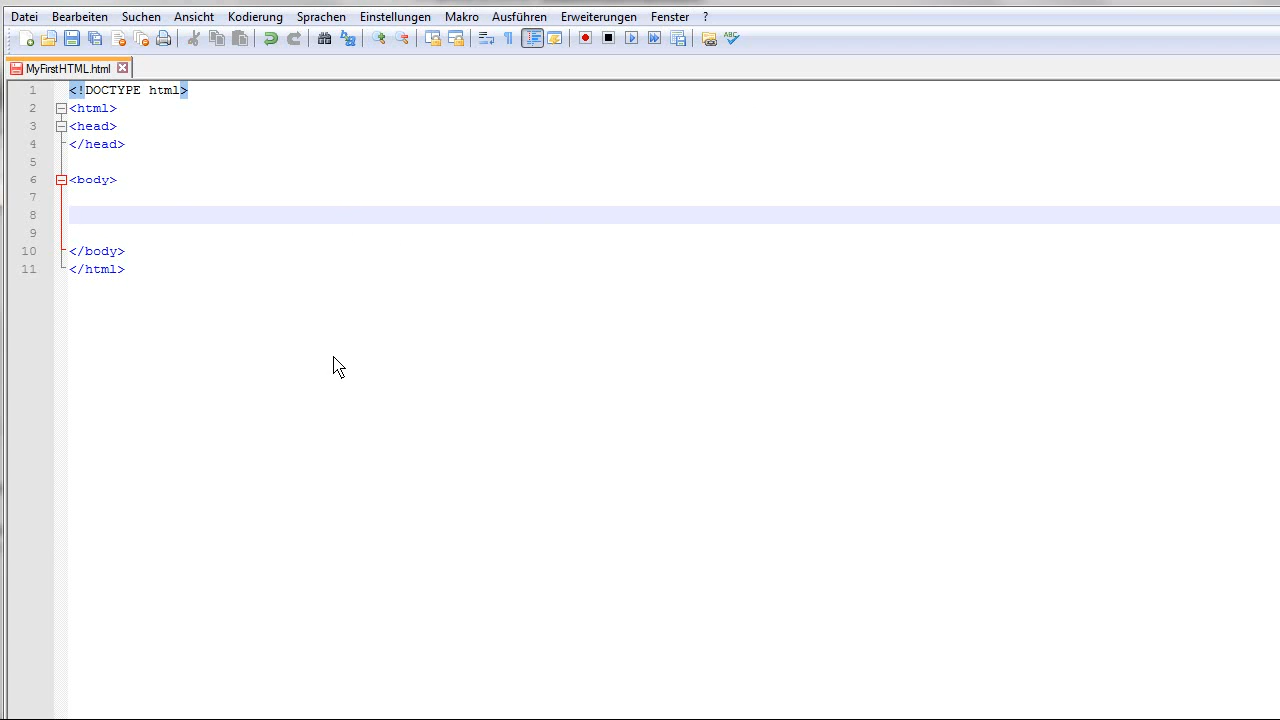 Datei Bearbeiten Suchen Ansicht Kodierung Sprachen Einstellungen Makro Ausführen Erweiterungen Fenster ?
ABC
MyFirstHTML.html
1 <!DOCTYPE html>
2 <html>
3 <head>
4 </head>
5
6 <body>
7
8
9
10 </body>
11 </html>